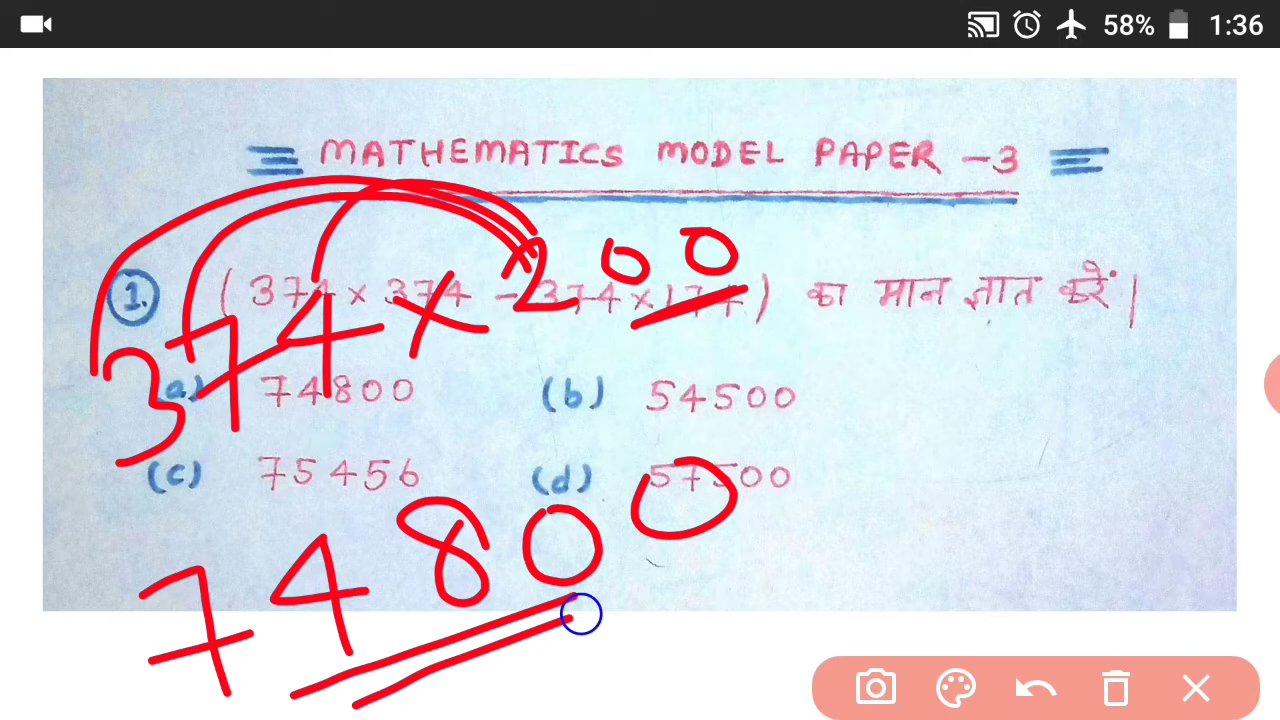 58% 1:36
= MATHEMATICS MODEL PAPER -3 =
1. (374 × 374 - 374 × 174) का मान ज्ञात करें।
200
374 ×
(a) 74800 (b) 54500
(c) 75456 (d) 57500
74800